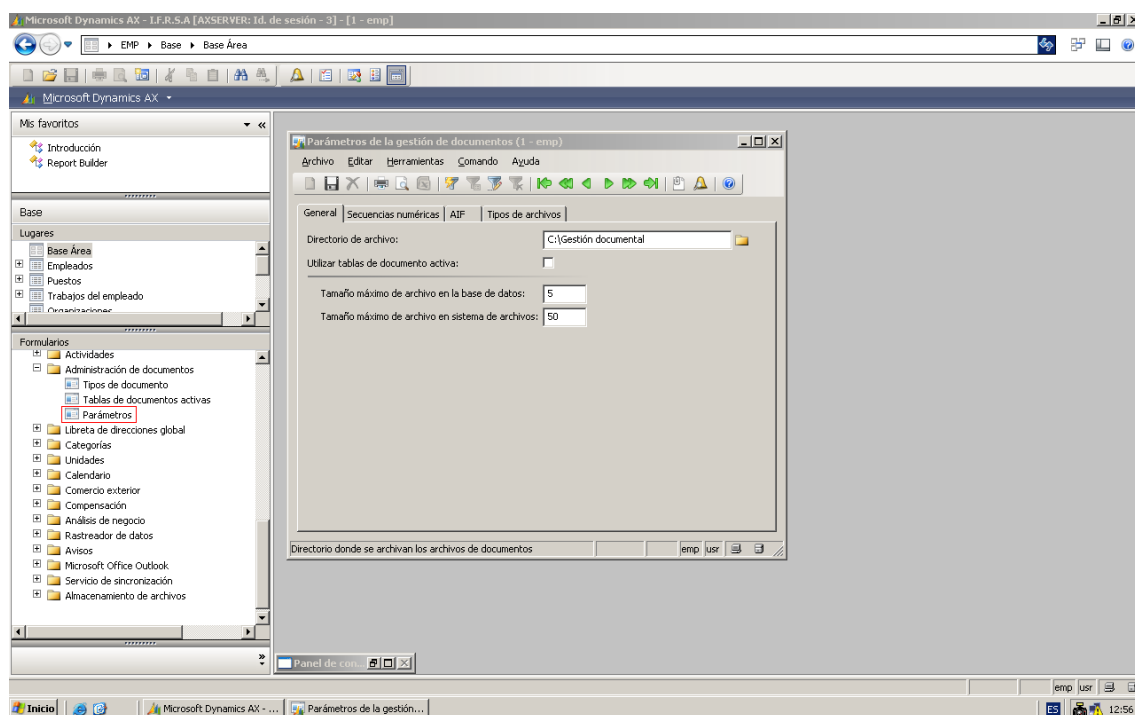 Microsoft Dynamics AX - I.F.R.S.A [AXSERVER: Id. de sesión - 3] - [1 - emp]
EMP Base Base Área
Microsoft Dynamics AX
Mis favoritos
Introducción
Report Builder
Base
Lugares
Base Área
Empleados
Puestos
Trabajos del empleado
Organizaciones
Formularios
Actividades
Administración de documentos
Tipos de documento
Tablas de documentos activas
Parámetros
Libreta de direcciones global
Categorías
Unidades
Calendario
Comercio exterior
Compensación
Análisis de negocio
Rastreador de datos
Avisos
Microsoft Office Outlook
Servicio de sincronización
Almacenamiento de archivos
Parámetros de la gestión de documentos (1 - emp)
Archivo Editar Herramientas Comando Ayuda
General Secuencias numéricas AIF Tipos de archivos
Directorio de archivo: C:\Gestión documental
Utilizar tablas de documento activa:
Tamaño máximo de archivo en la base de datos: 5
Tamaño máximo de archivo en sistema de archivos: 50
Directorio donde se archivan los archivos de documentos emp usr
Panel de con...
emp usr
Inicio Microsoft Dynamics AX - ... Parámetros de la gestión... ES 12:56